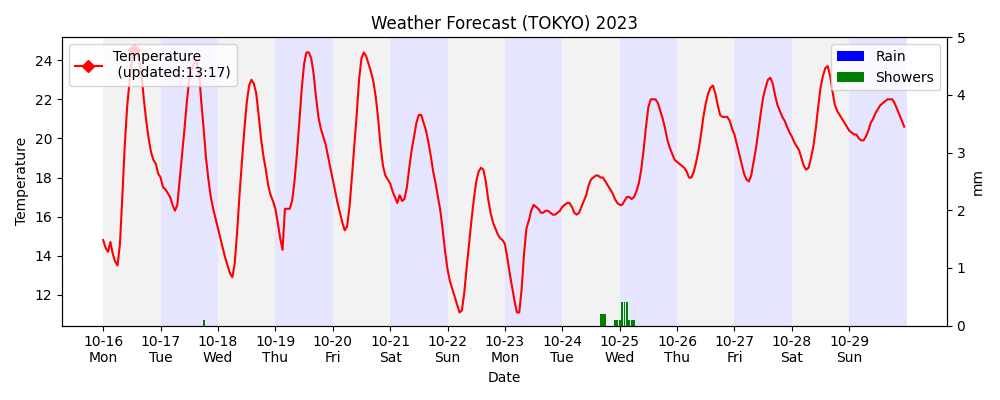 Weather Forecast (TOKYO) 2023
Temperature
(updated:13:17)
Rain
Showers
Temperature
24
22
20
18
16
14
12
5
4
3
2
1
0
mm
10-16 10-17 10-18 10-19 10-20 10-21 10-22 10-23 10-24 10-25 10-26 10-27 10-28 10-29
Mon Tue Wed Thu Fri Sat Sun Mon Tue Wed Thu Fri Sat Sun
Date